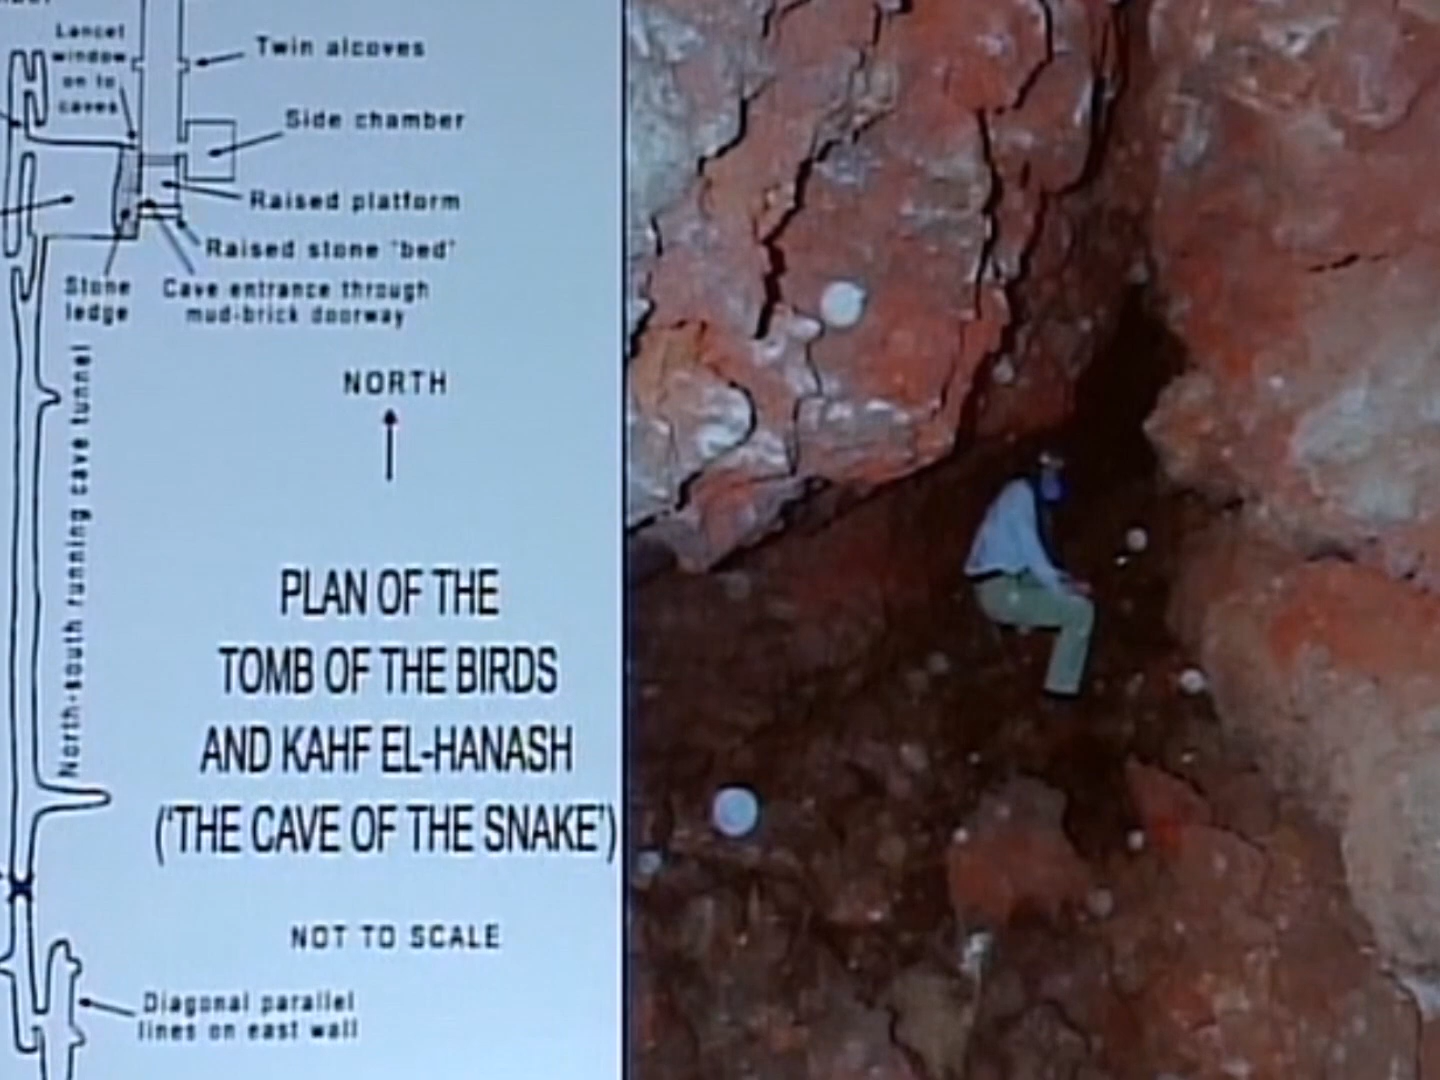 Lancet
window
on to
caves
Twin alcoves
Side chamber
Raised platform
Raised stone 'bed'
Stone
ledge
Cave entrance through
mud-brick doorway
North-south running cave tunnel
NORTH
PLAN OF THE
TOMB OF THE BIRDS
AND KAHF EL-HANASH
('THE CAVE OF THE SNAKE')
NOT TO SCALE
Diagonal parallel
lines on east wall